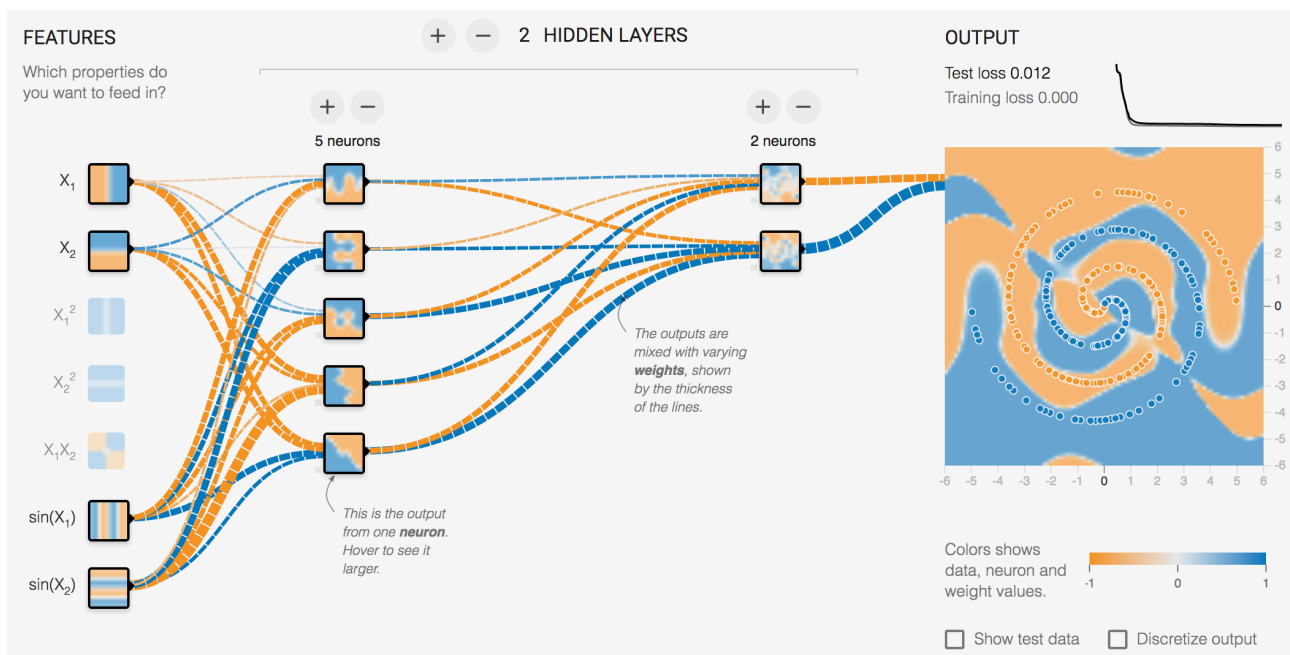 FEATURES
Which properties do
you want to feed in?
+ − 2 HIDDEN LAYERS
+ −
5 neurons
+ −
2 neurons
OUTPUT
Test loss 0.012
Training loss 0.000
X₁
X₂
X₁²
X₂²
X₁X₂
sin(X₁)
sin(X₂)
This is the output
from one neuron.
Hover to see it
larger.
The outputs are
mixed with varying
weights, shown
by the thickness
of the lines.
6
5
4
3
2
1
0
-1
-2
-3
-4
-5
-6
-6 -5 -4 -3 -2 -1 0 1 2 3 4 5 6
Colors shows
data, neuron and
weight values.
-1 0 1
Show test data Discretize output